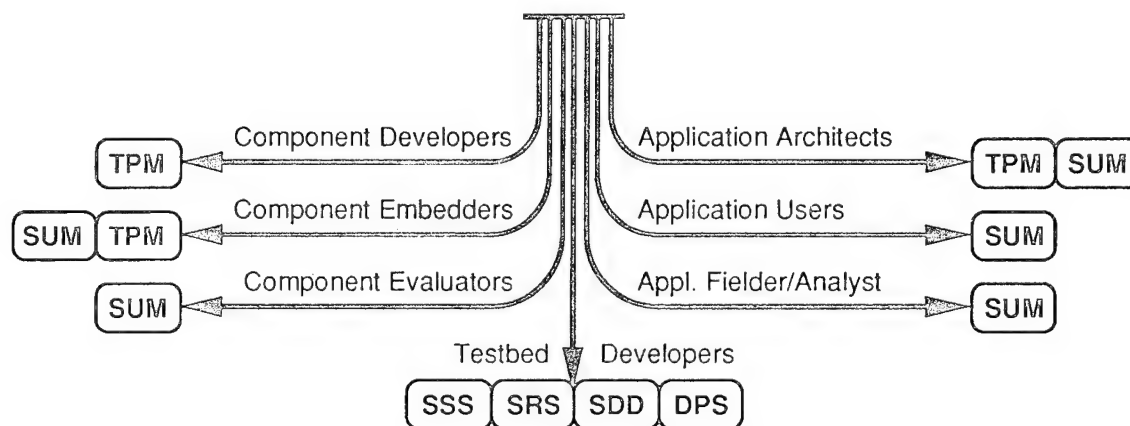 Component Developers Application Architects
TPM TPM SUM
Component Embedders Application Users
SUM TPM SUM
Component Evaluators Appl. Fielder/Analyst
SUM SUM
Testbed Developers
SSS SRS SDD DPS